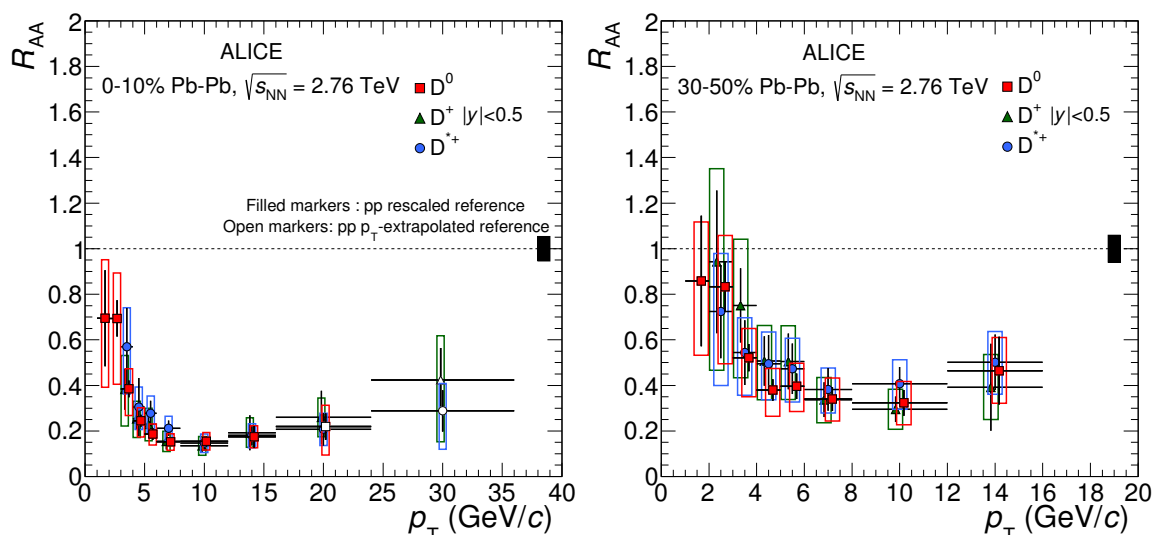 R_AA
2
1.8
1.6
1.4
1.2
1
0.8
0.6
0.4
0.2
0
ALICE
0-10% Pb-Pb, √s_NN = 2.76 TeV
D^0
D^+ |y|<0.5
D^*+
Filled markers : pp rescaled reference
Open markers: pp p_T-extrapolated reference
0 5 10 15 20 25 30 35 40
p_T (GeV/c)
R_AA
2
1.8
1.6
1.4
1.2
1
0.8
0.6
0.4
0.2
0
ALICE
30-50% Pb-Pb, √s_NN = 2.76 TeV
D^0
D^+ |y|<0.5
D^*+
0 2 4 6 8 10 12 14 16 18 20
p_T (GeV/c)